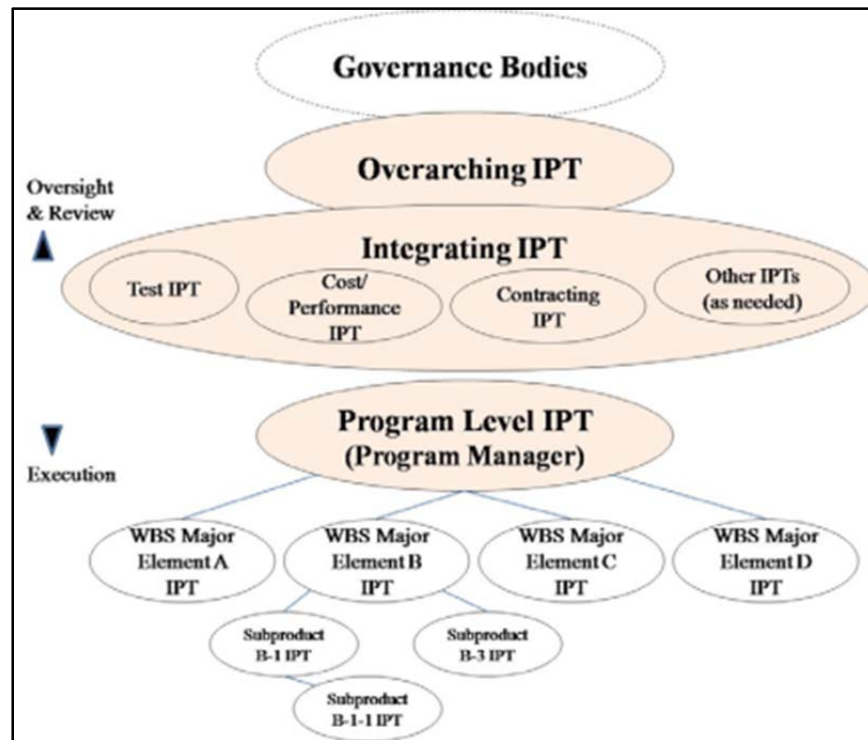 Governance Bodies
Overarching IPT
Oversight
& Review
Integrating IPT
Test IPT
Cost/
Performance
IPT
Contracting
IPT
Other IPTs
(as needed)
Program Level IPT
(Program Manager)
Execution
WBS Major
Element A
IPT
WBS Major
Element B
IPT
WBS Major
Element C
IPT
WBS Major
Element D
IPT
Subproduct
B-1 IPT
Subproduct
B-3 IPT
Subproduct
B-1-1 IPT